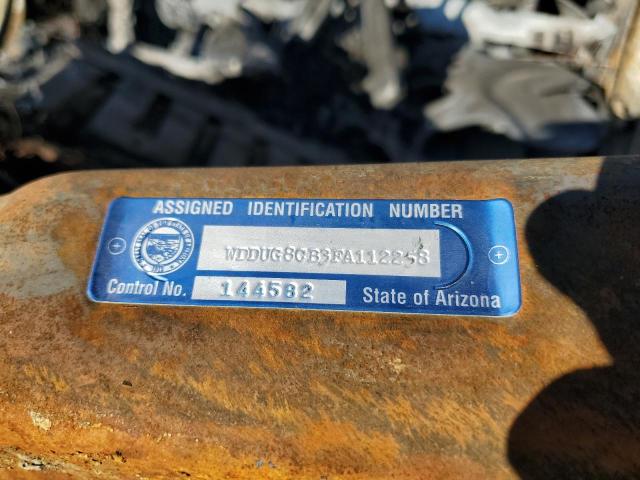 ASSIGNED IDENTIFICATION NUMBER
WDDUG8CB3FA112258
Control No. 144582 State of Arizona